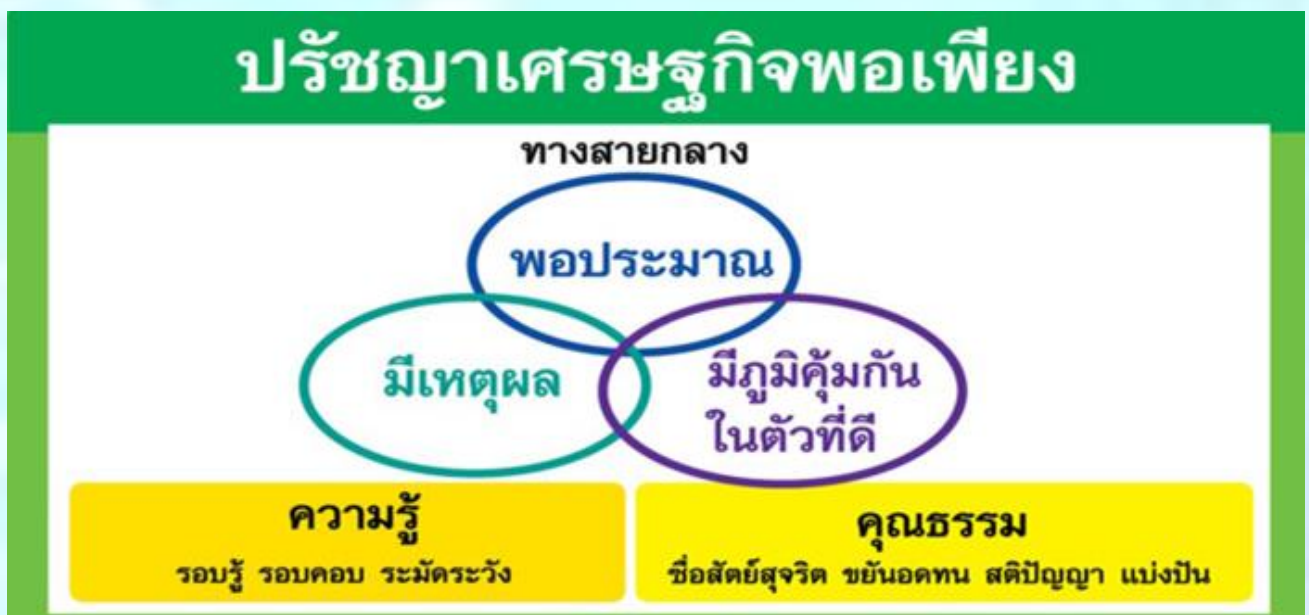 ปรัชญาเศรษฐกิจพอเพียง
ทางสายกลาง
พอประมาณ
มีเหตุผล
มีภูมิคุ้มกัน
ในตัวที่ดี
ความรู้
รอบรู้ รอบคอบ ระมัดระวัง
คุณธรรม
ซื่อสัตย์สุจริต ขยันอดทน สติปัญญา แบ่งปัน